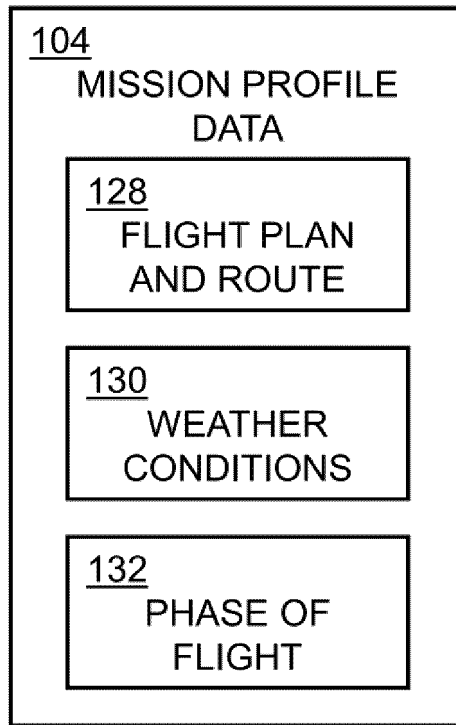 104
MISSION PROFILE
DATA
128
FLIGHT PLAN
AND ROUTE
130
WEATHER
CONDITIONS
132
PHASE OF
FLIGHT